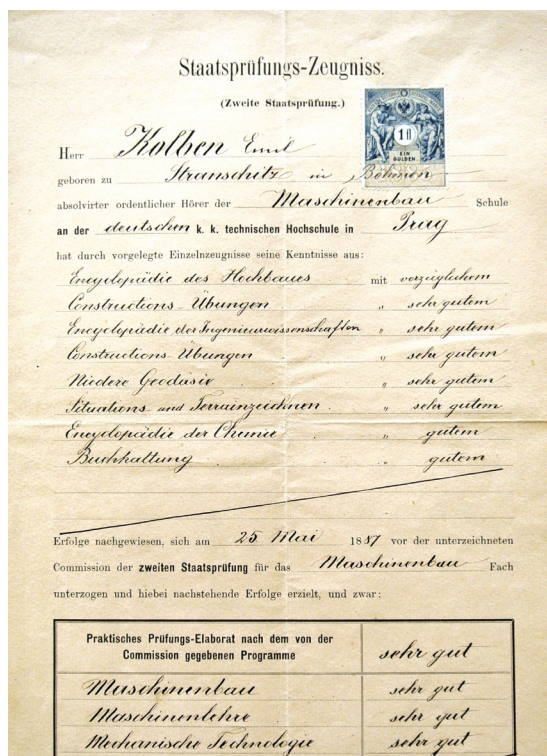 Staatsprüfungs-Zeugniss.
(Zweite Staatsprüfung.)
1 fl
EIN
GULDEN.
Herr Kolben Emil
geboren zu Stranschitz in Böhmen
absolvirter ordentlicher Hörer der Maschinenbau Schule
an der deutschen k. k. technischen Hochschule in Prag
hat durch vorgelegte Einzelnzeugnisse seine Kenntnisse aus:
Encyclopädie des Hochbaues mit vorzüglichem
Constructions-Übungen " sehr gutem
Encyclopädie der Ingenieurwissenschaften " sehr gutem
Constructions-Übungen " sehr gutem
Niedere Geodäsie " sehr gutem
Situations und Terrainzeichnen " sehr gutem
Encyclopädie der Chemie " gutem
Buchhaltung " gutem
Erfolge nachgewiesen, sich am 25 Mai 1887 vor der unterzeichneten
Commission der zweiten Staatsprüfung für das Maschinenbau Fach
unterzogen und hiebei nachstehende Erfolge erzielt, und zwar:
Praktisches Prüfungs-Elaborat nach dem von der
Commission gegebenen Programme sehr gut
Maschinenbau sehr gut
Maschinenlehre sehr gut
Mechanische Technologie sehr gut